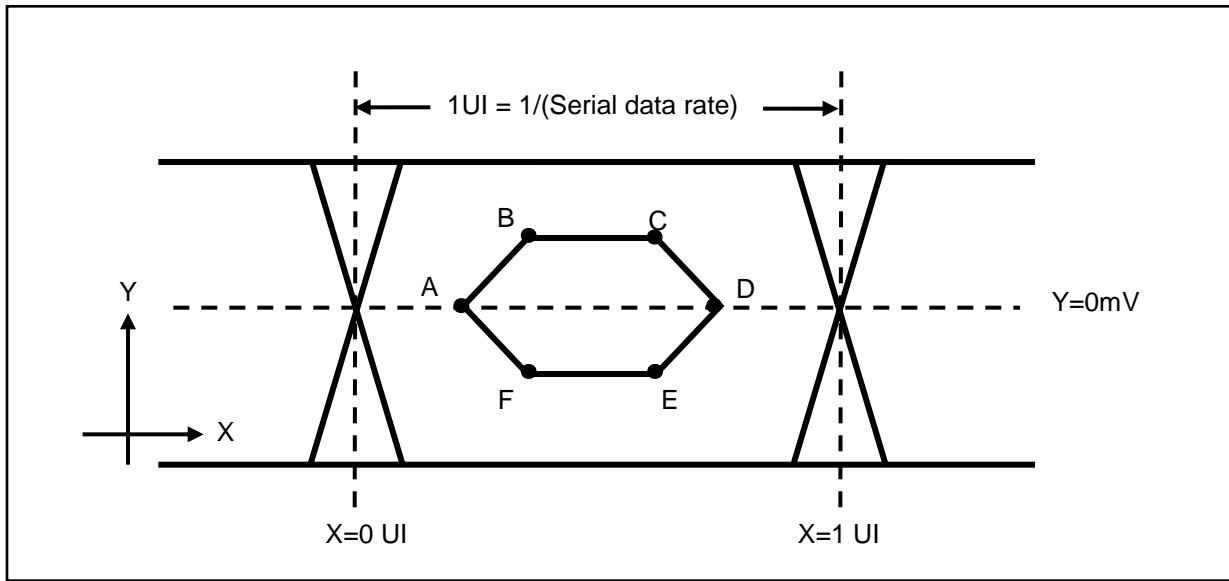 1UI = 1/(Serial data rate)
B
C
A
D
Y
Y=0mV
F
E
X
X=0 UI
X=1 UI